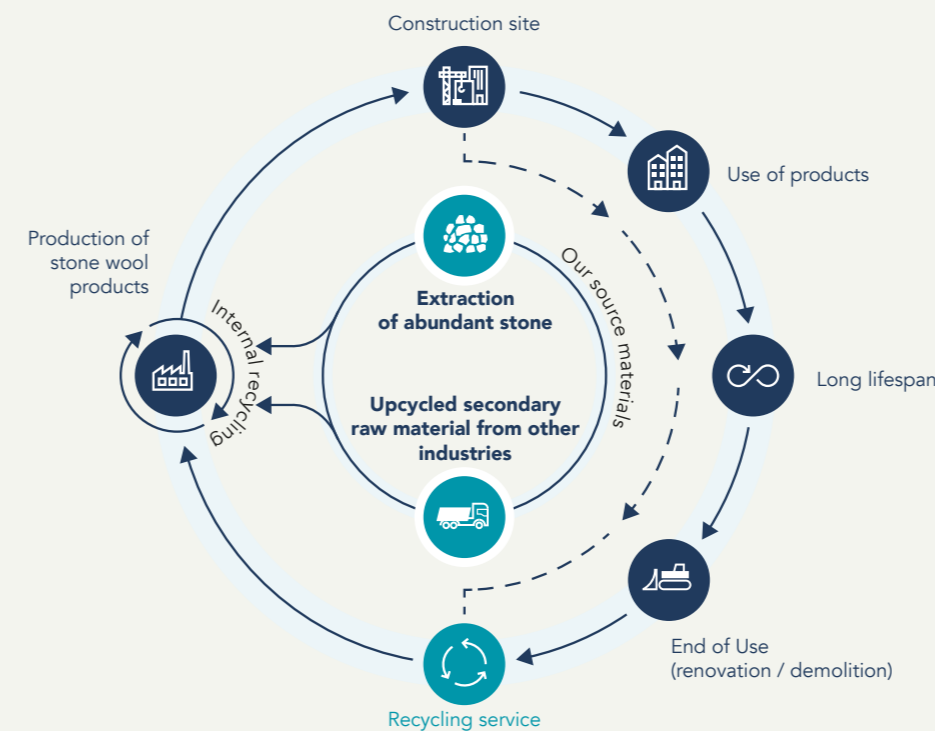 Construction site
Use of products
Production of
stone wool
products
Internal recycling
Extraction
of abundant stone
Our source materials
Long lifespan
Upcycled secondary
raw material from other
industries
End of Use
(renovation / demolition)
Recycling service